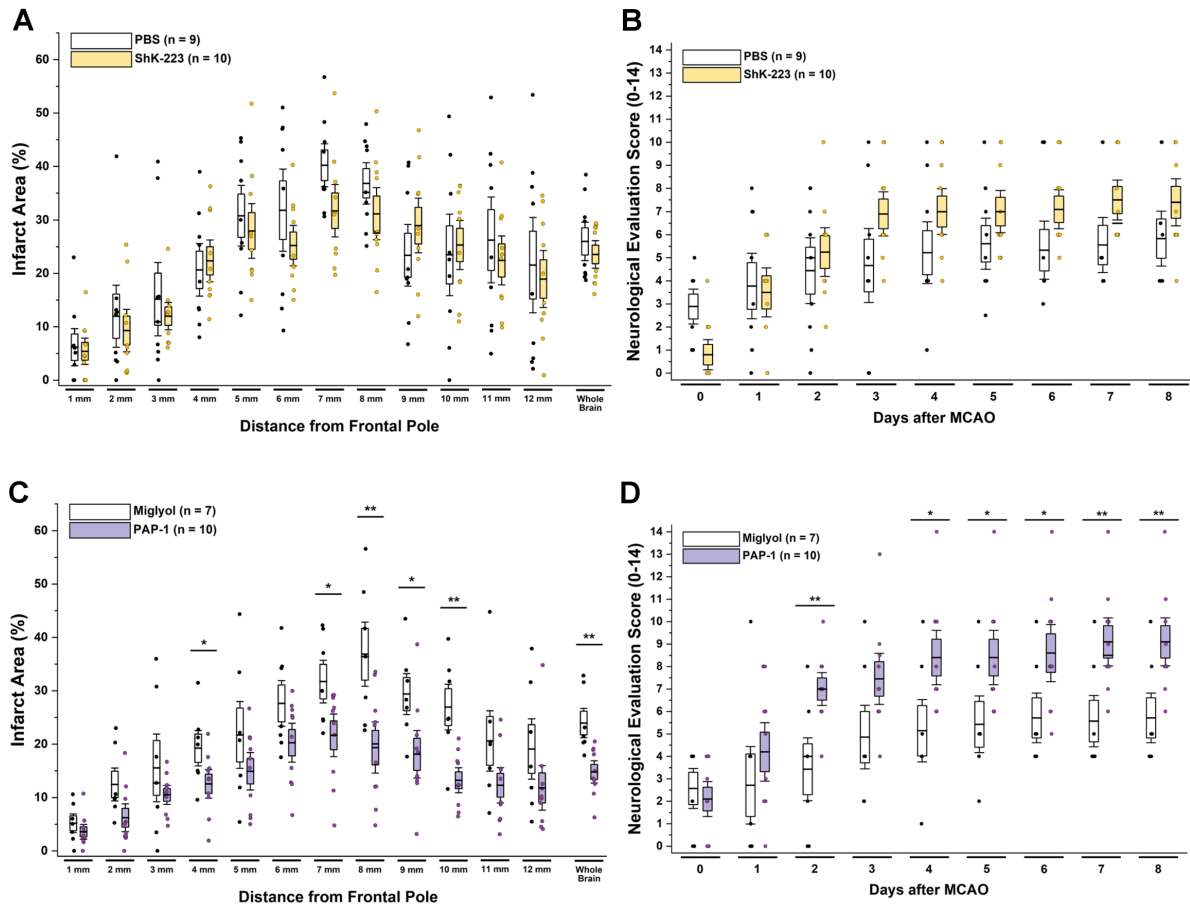 A
PBS (n = 9)
ShK-223 (n = 10)
Infarct Area (%)
60
50
40
30
20
10
0
1 mm 2 mm 3 mm 4 mm 5 mm 6 mm 7 mm 8 mm 9 mm 10 mm 11 mm 12 mm Whole
Brain
Distance from Frontal Pole
B
PBS (n = 9)
ShK-223 (n = 10)
Neurological Evaluation Score (0-14)
14
13
12
11
10
9
8
7
6
5
4
3
2
1
0
0 1 2 3 4 5 6 7 8
Days after MCAO
C
Miglyol (n = 7)
PAP-1 (n = 10)
Infarct Area (%)
60
50
40
30
20
10
0
* * ** * ** **
1 mm 2 mm 3 mm 4 mm 5 mm 6 mm 7 mm 8 mm 9 mm 10 mm 11 mm 12 mm Whole
Brain
Distance from Frontal Pole
D
Miglyol (n = 7)
PAP-1 (n = 10)
Neurological Evaluation Score (0-14)
14
13
12
11
10
9
8
7
6
5
4
3
2
1
0
** * * * ** **
0 1 2 3 4 5 6 7 8
Days after MCAO